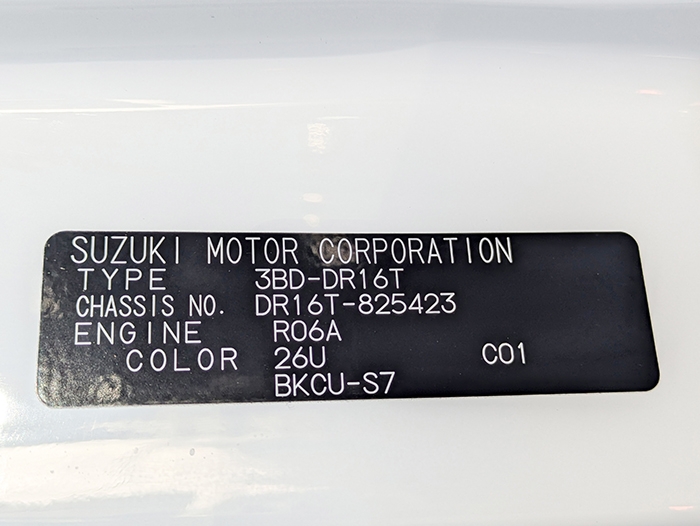 SUZUKI MOTOR CORPORATION
TYPE 3BD-DR16T
CHASSIS NO. DR16T-825423
ENGINE R06A
COLOR 26U C01
BKCU-S7